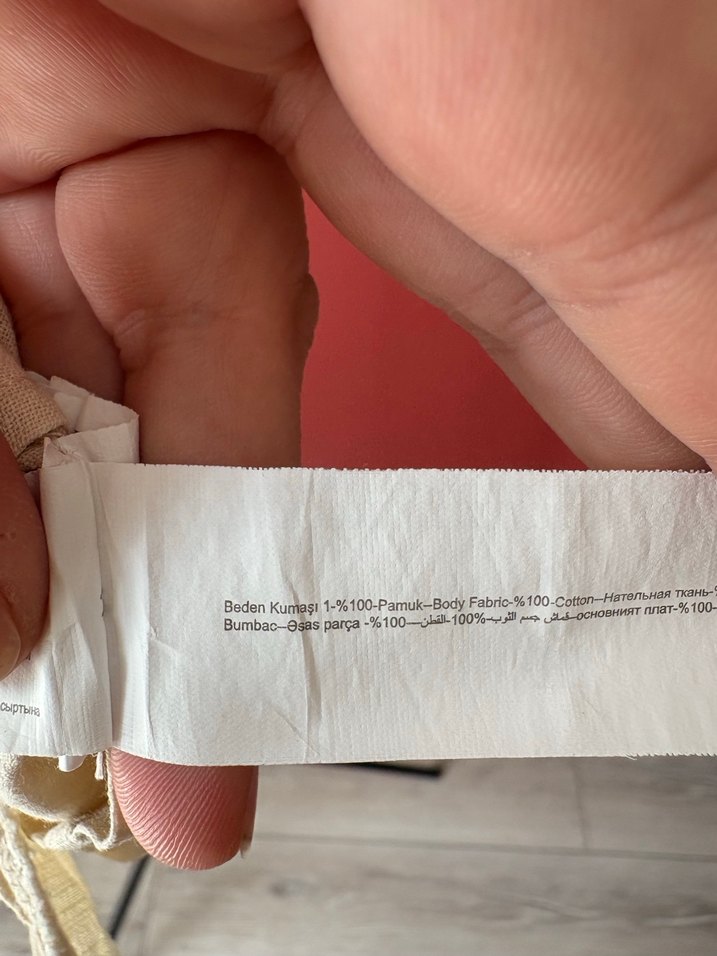 Beden Kumaşı 1-%100-Pamuk--Body Fabric-%100-Cotton--Нательная ткань-%
Bumbac--Əsas parça -%100---القطن-100%--قماش جسم الثوب--основният плат-%100-
сыртына